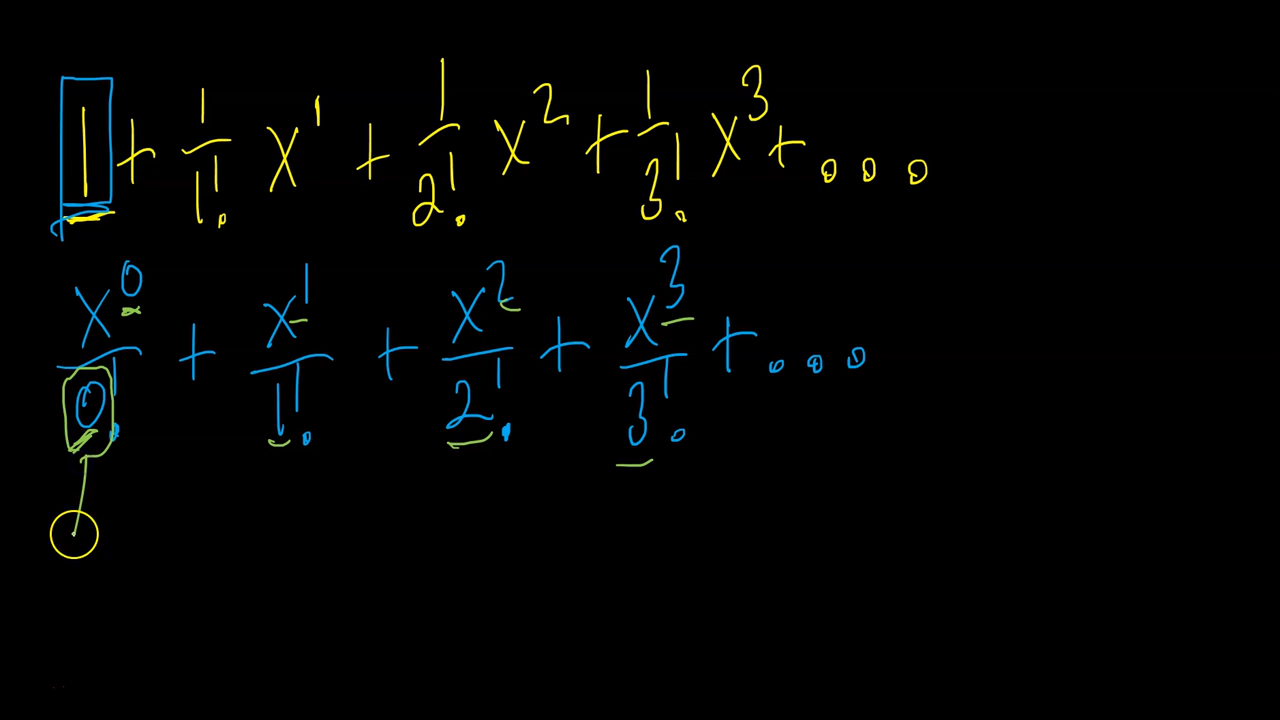 1 + 1/1! x^1 + 1/2! x^2 + 1/3! x^3 + ...
x^0/0! + x^1/1! + x^2/2! + x^3/3! + ...